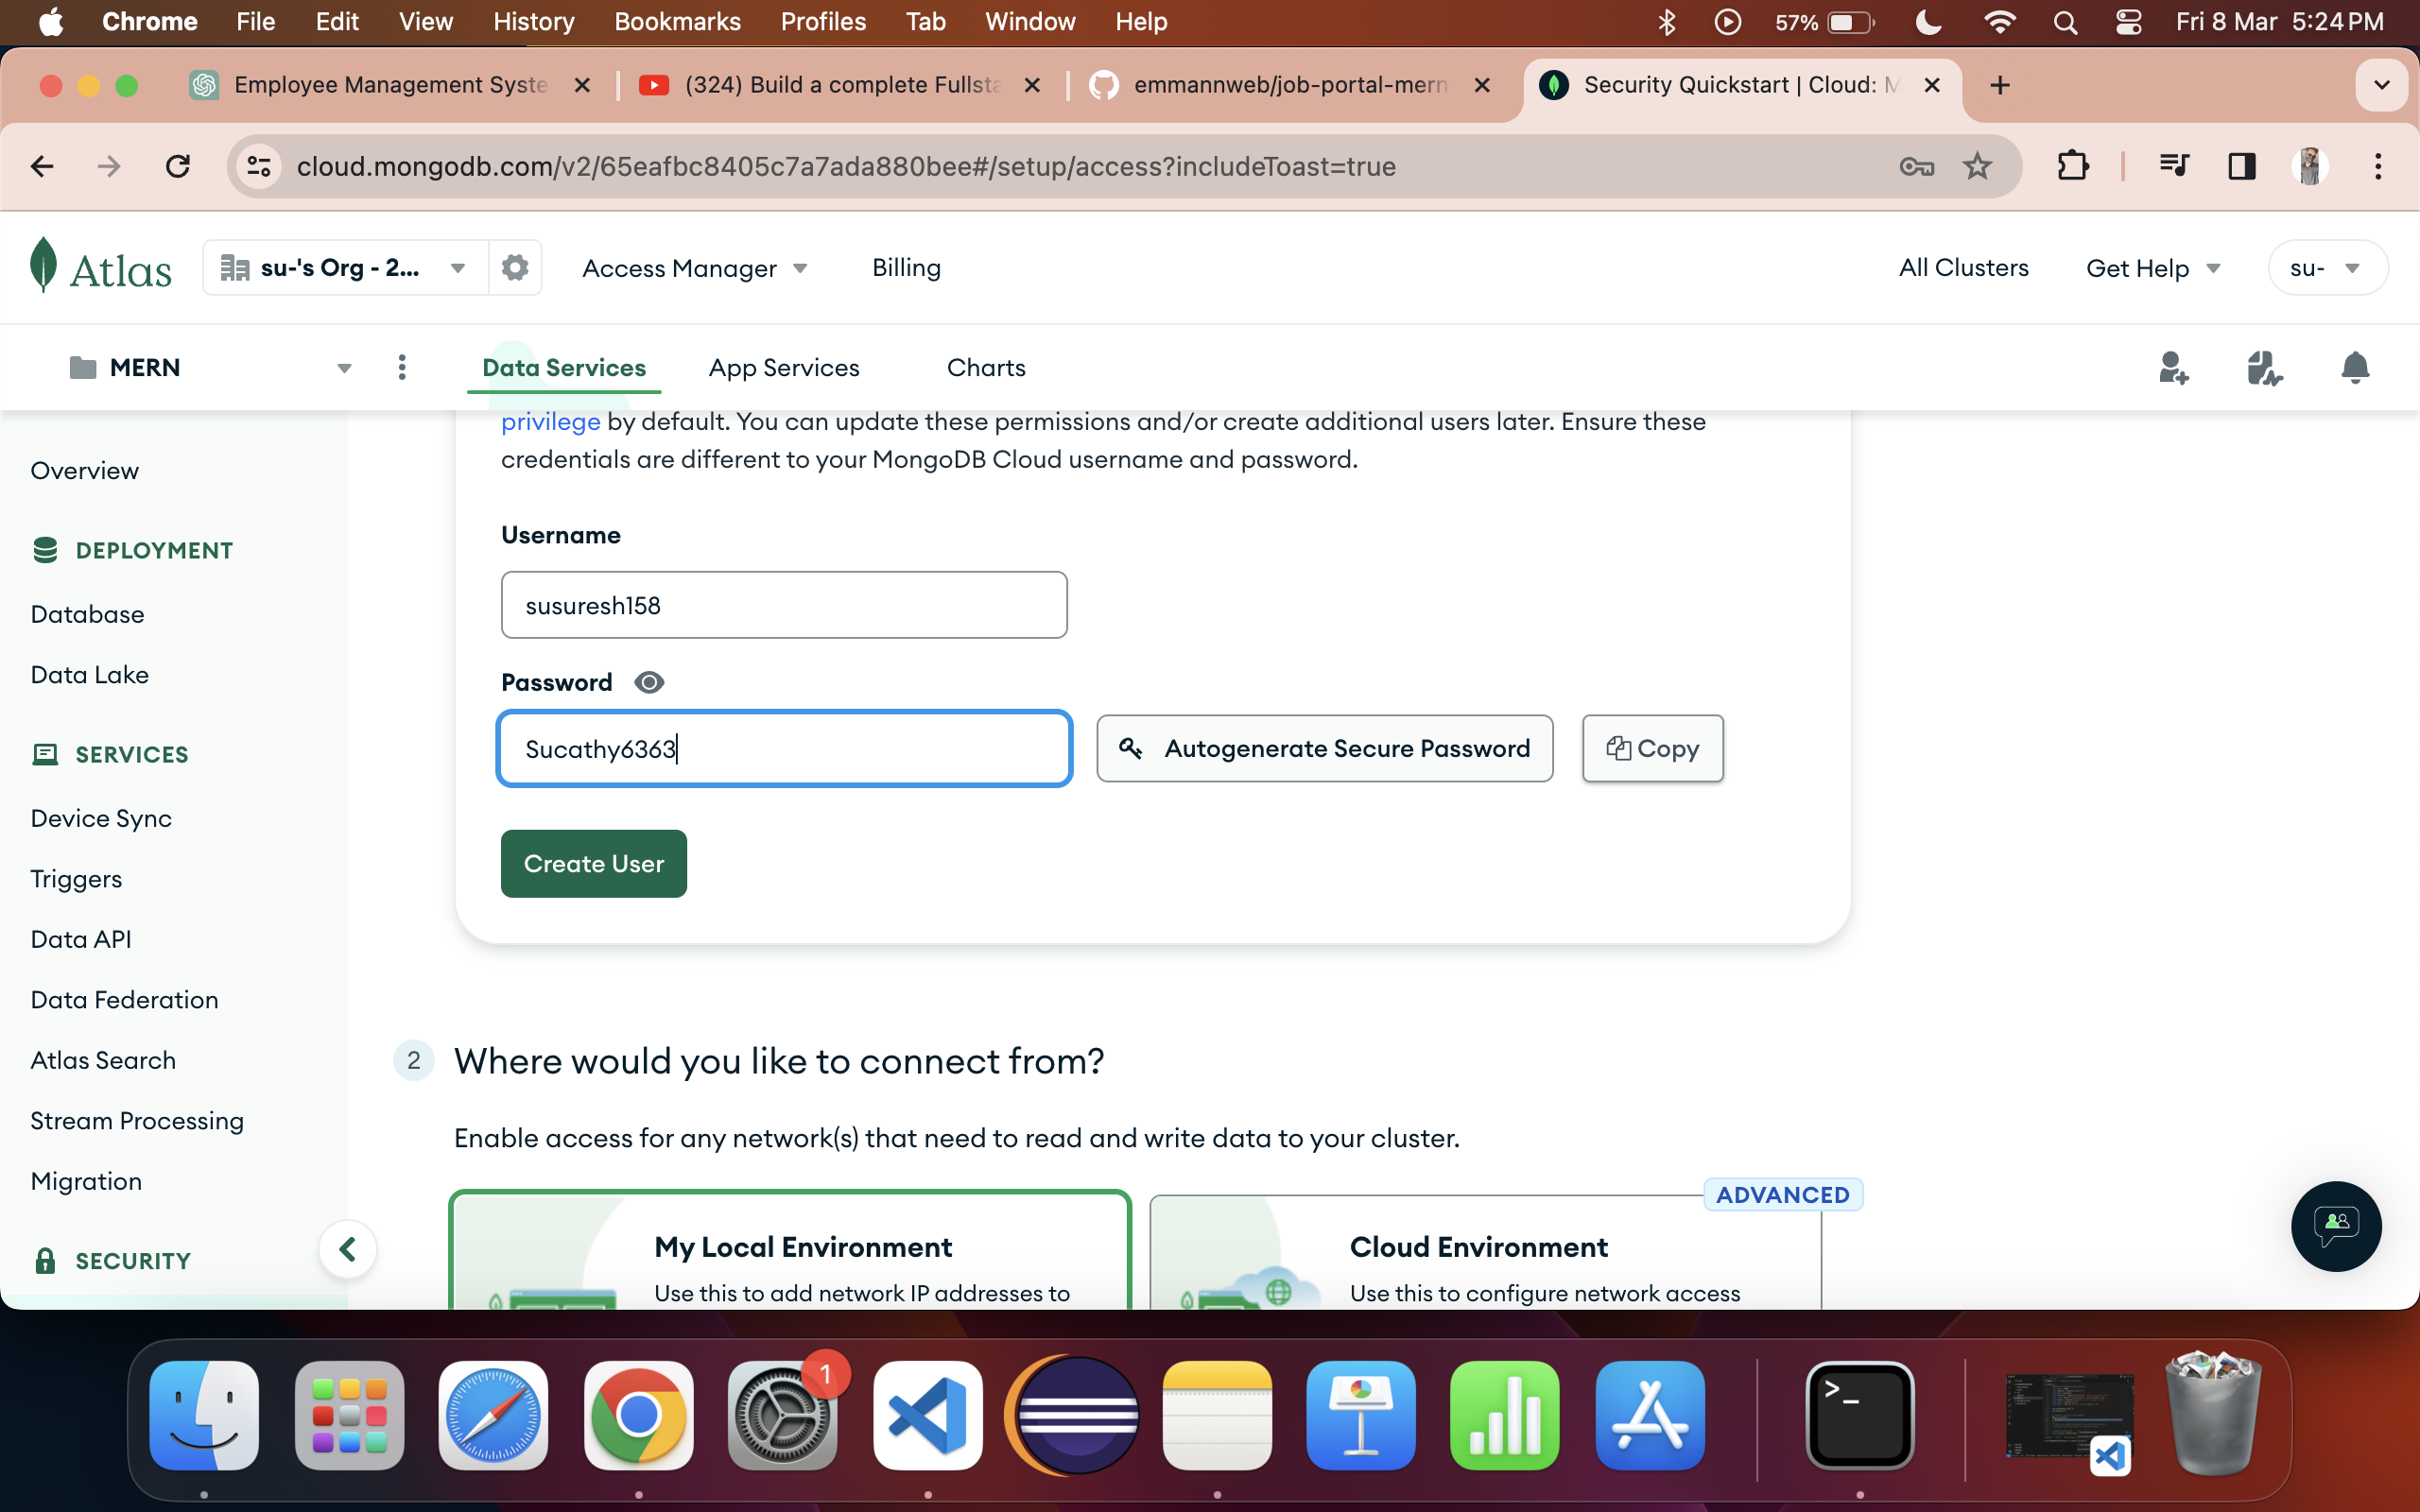 Chrome File Edit View History Bookmarks Profiles Tab Window Help 57% Fri 8 Mar 5:24 PM
Employee Management Syste (324) Build a complete Fullsta emmannweb/job-portal-mern Security Quickstart | Cloud: M
cloud.mongodb.com/v2/65eafbc8405c7a7ada880bee#/setup/access?includeToast=true
Atlas su-'s Org - 2... Access Manager Billing All Clusters Get Help su-
MERN Data Services App Services Charts
privilege by default. You can update these permissions and/or create additional users later. Ensure these
credentials are different to your MongoDB Cloud username and password.
Overview
DEPLOYMENT
Database
Data Lake
SERVICES
Device Sync
Triggers
Data API
Data Federation
Atlas Search
Stream Processing
Migration
SECURITY
Username
susuresh158
Password
Sucathy6363
Autogenerate Secure Password
Copy
Create User
2 Where would you like to connect from?
Enable access for any network(s) that need to read and write data to your cluster.
My Local Environment
Use this to add network IP addresses to
ADVANCED
Cloud Environment
Use this to configure network access
1